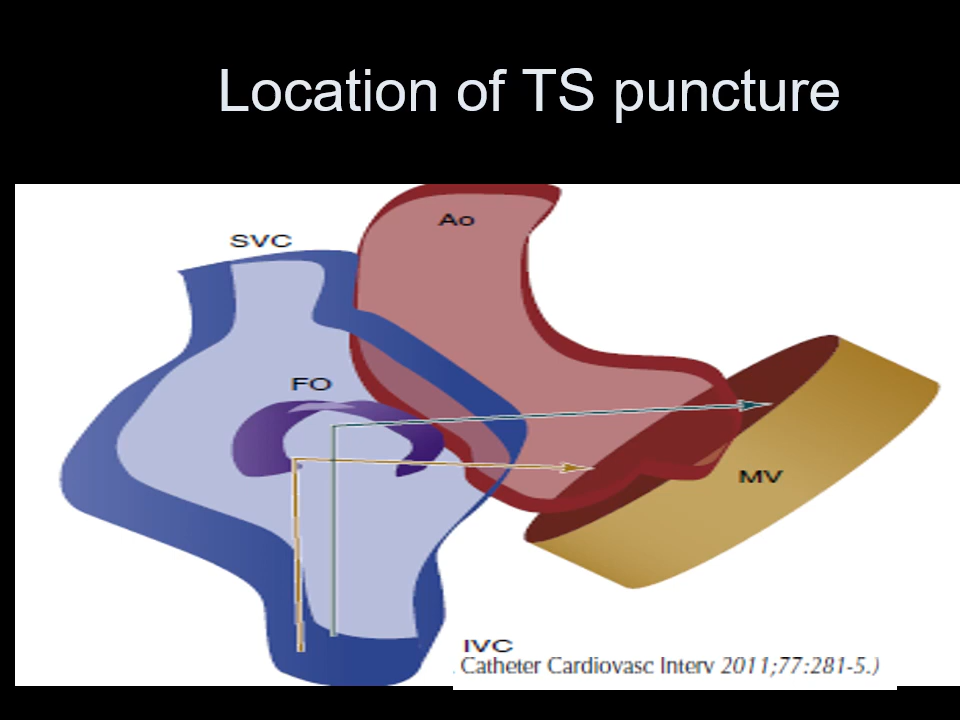 Location of TS puncture
Ao
SVC
FO
MV
IVC
. Catheter Cardiovasc Interv 2011;77:281-5.)